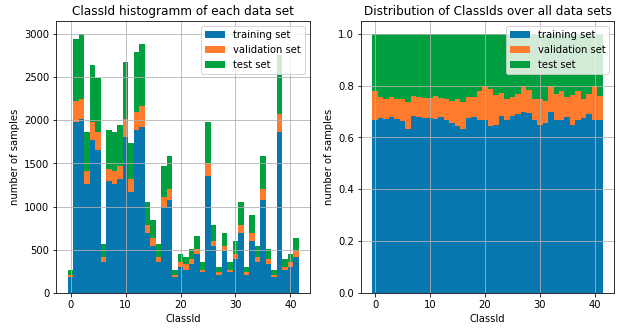 ClassId histogramm of each data set
training set
validation set
test set
number of samples
3000
2500
2000
1500
1000
500
0
0 10 20 30 40
ClassId
Distribution of ClassIds over all data sets
training set
validation set
test set
number of samples
1.0
0.8
0.6
0.4
0.2
0.0
0 10 20 30 40
ClassId